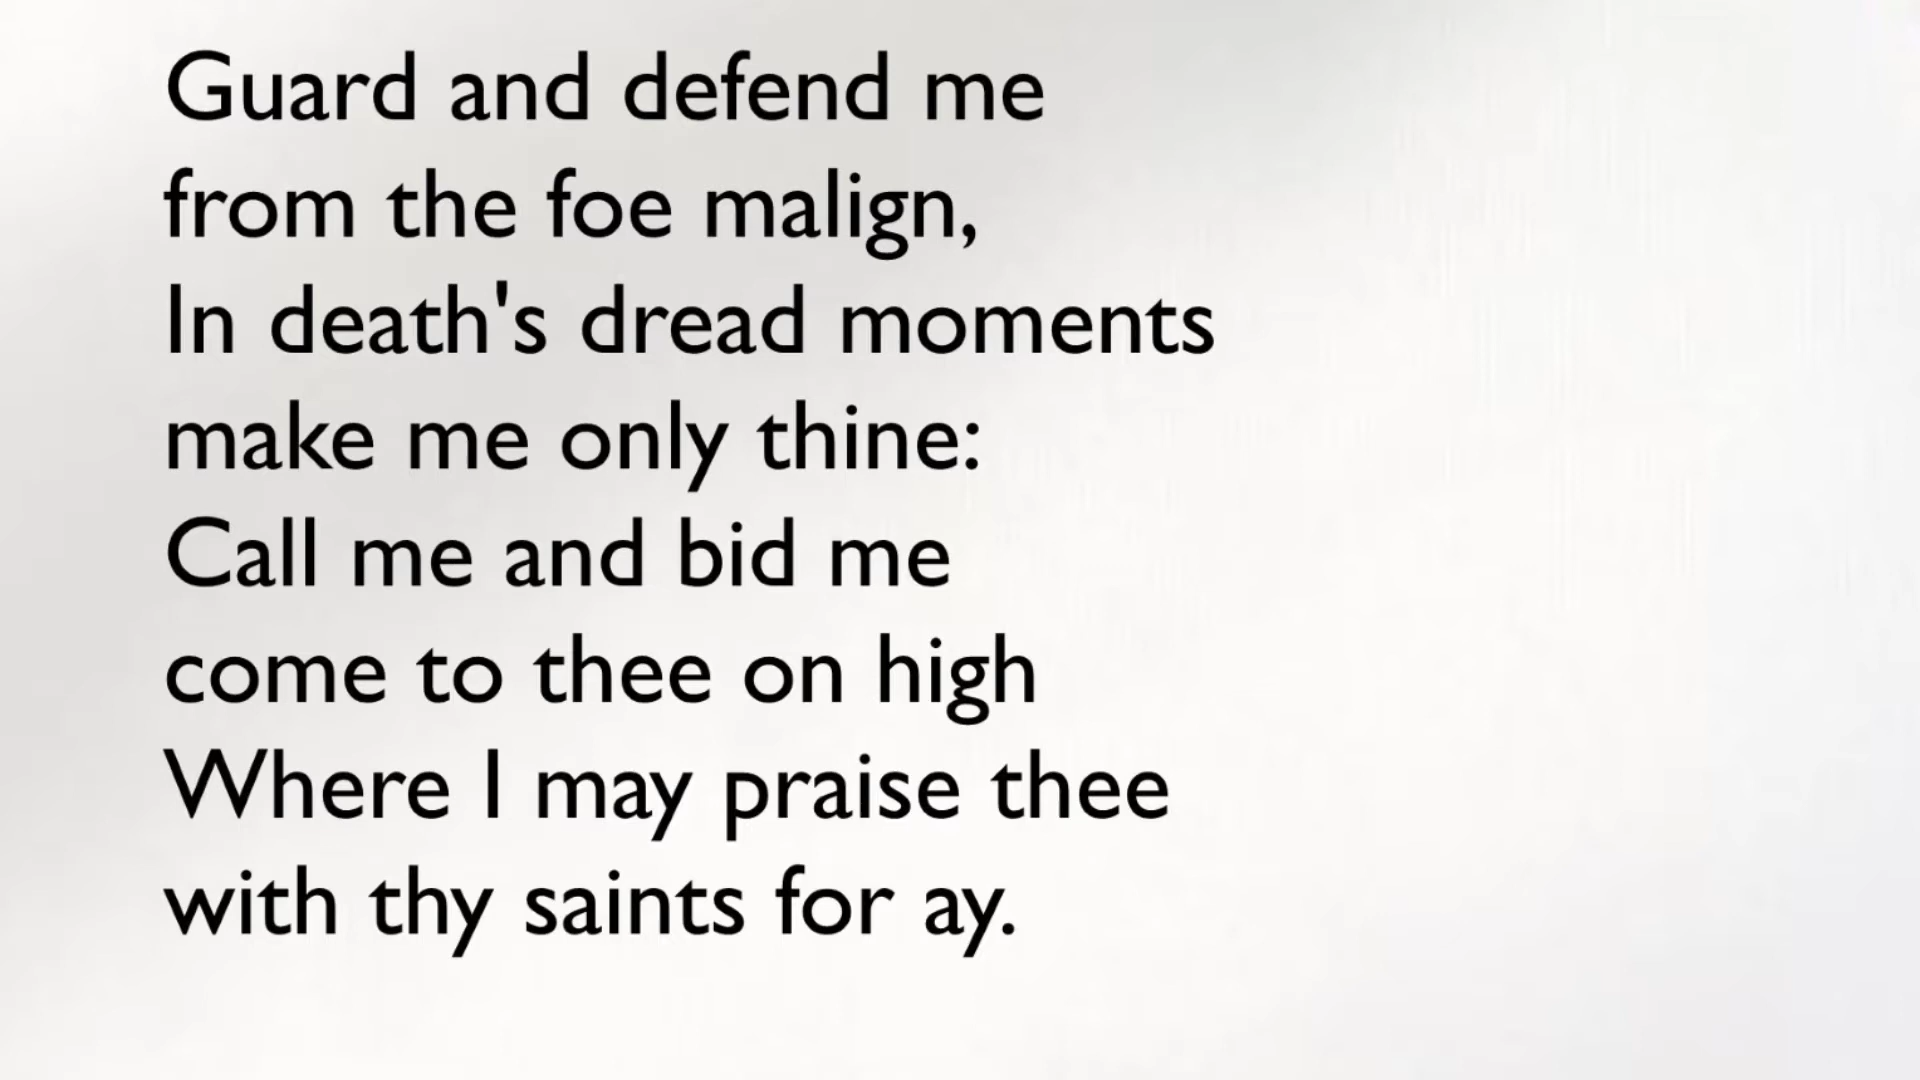 Guard and defend me
from the foe malign,
In death's dread moments
make me only thine:
Call me and bid me
come to thee on high
Where I may praise thee
with thy saints for ay.